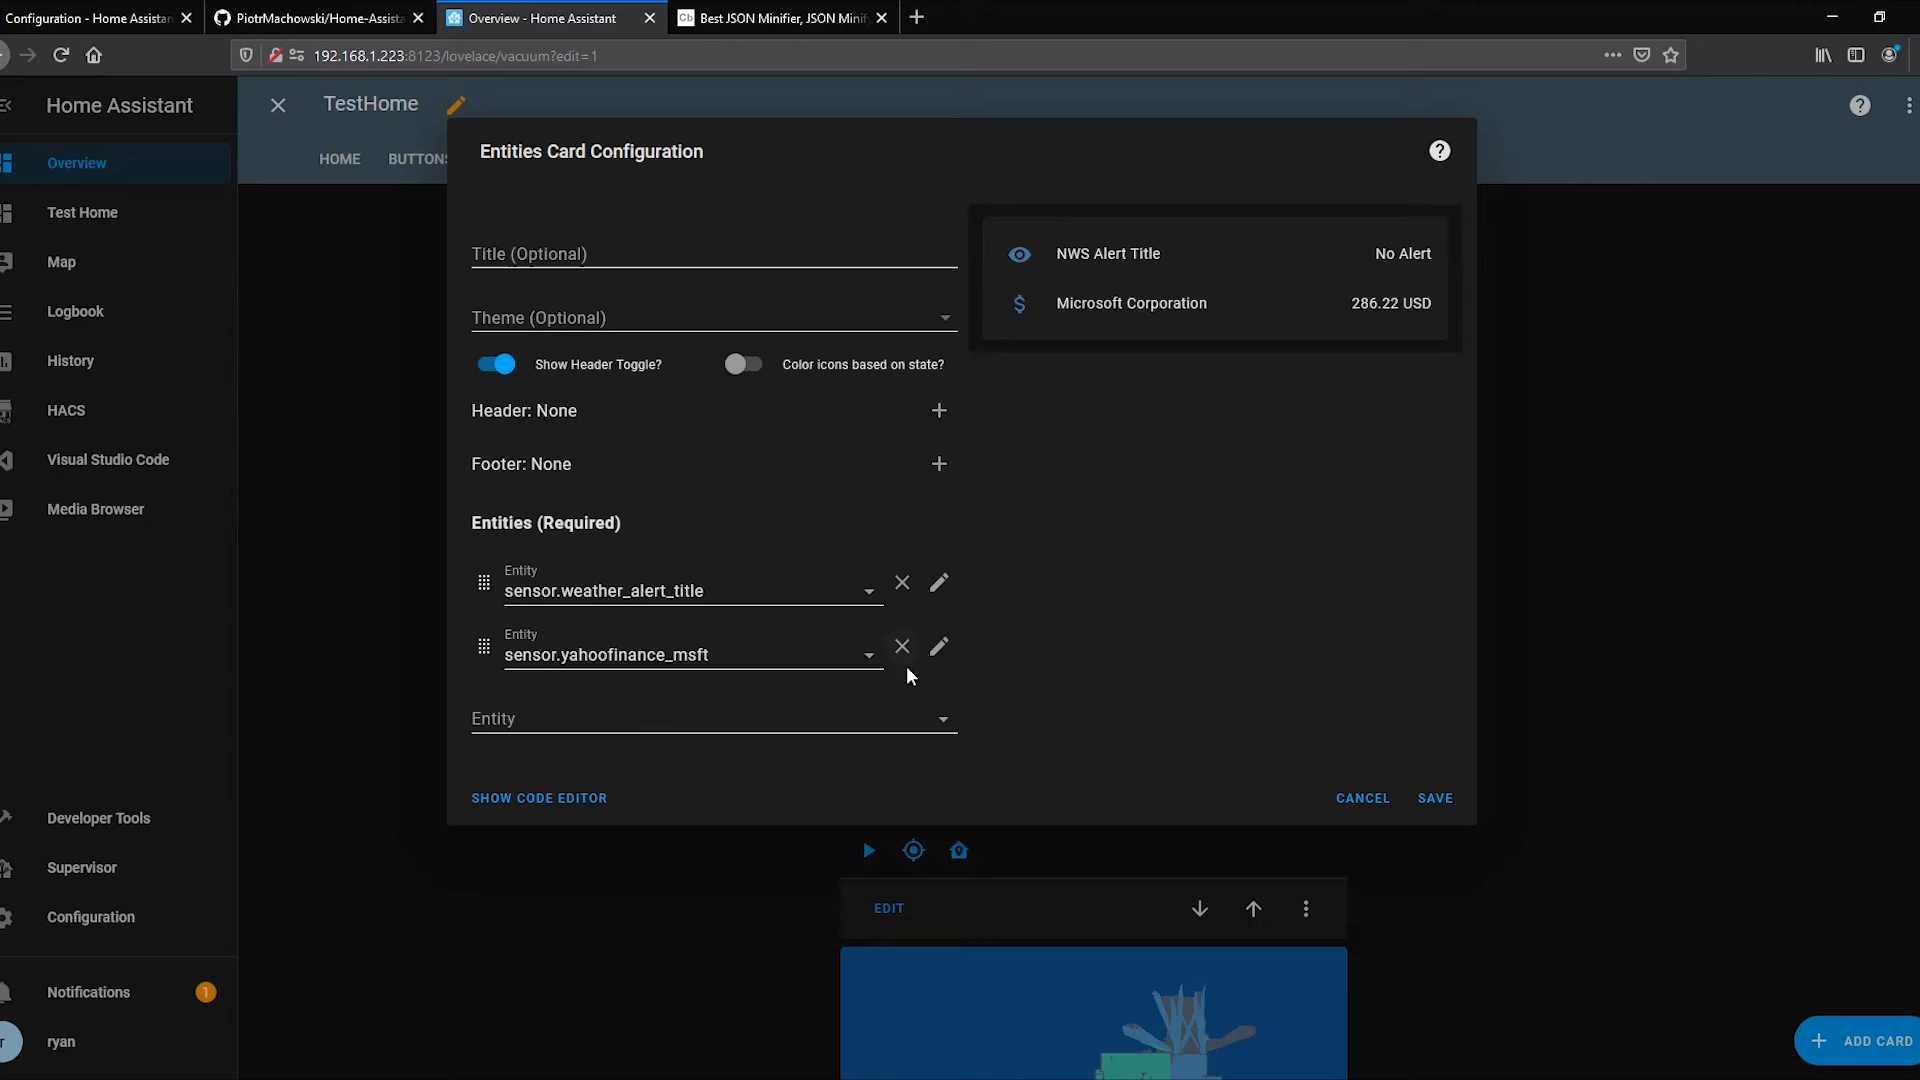 Configuration - Home Assistan
PiotrMachowski/Home-Assista
Overview - Home Assistant
Cb
Best JSON Minifier, JSON Minif
192.168.1.223:8123/lovelace/vacuum?edit=1
Home Assistant
TestHome
HOME
BUTTONS
Overview
Test Home
Map
Logbook
History
HACS
Visual Studio Code
Media Browser
Developer Tools
Supervisor
Configuration
Notifications
1
r
ryan
Entities Card Configuration
Title (Optional)
Theme (Optional)
Show Header Toggle?
Color icons based on state?
Header: None
Footer: None
Entities (Required)
Entity
sensor.weather_alert_title
Entity
sensor.yahoofinance_msft
Entity
SHOW CODE EDITOR
CANCEL
SAVE
NWS Alert Title
No Alert
Microsoft Corporation
286.22 USD
EDIT
ADD CARD